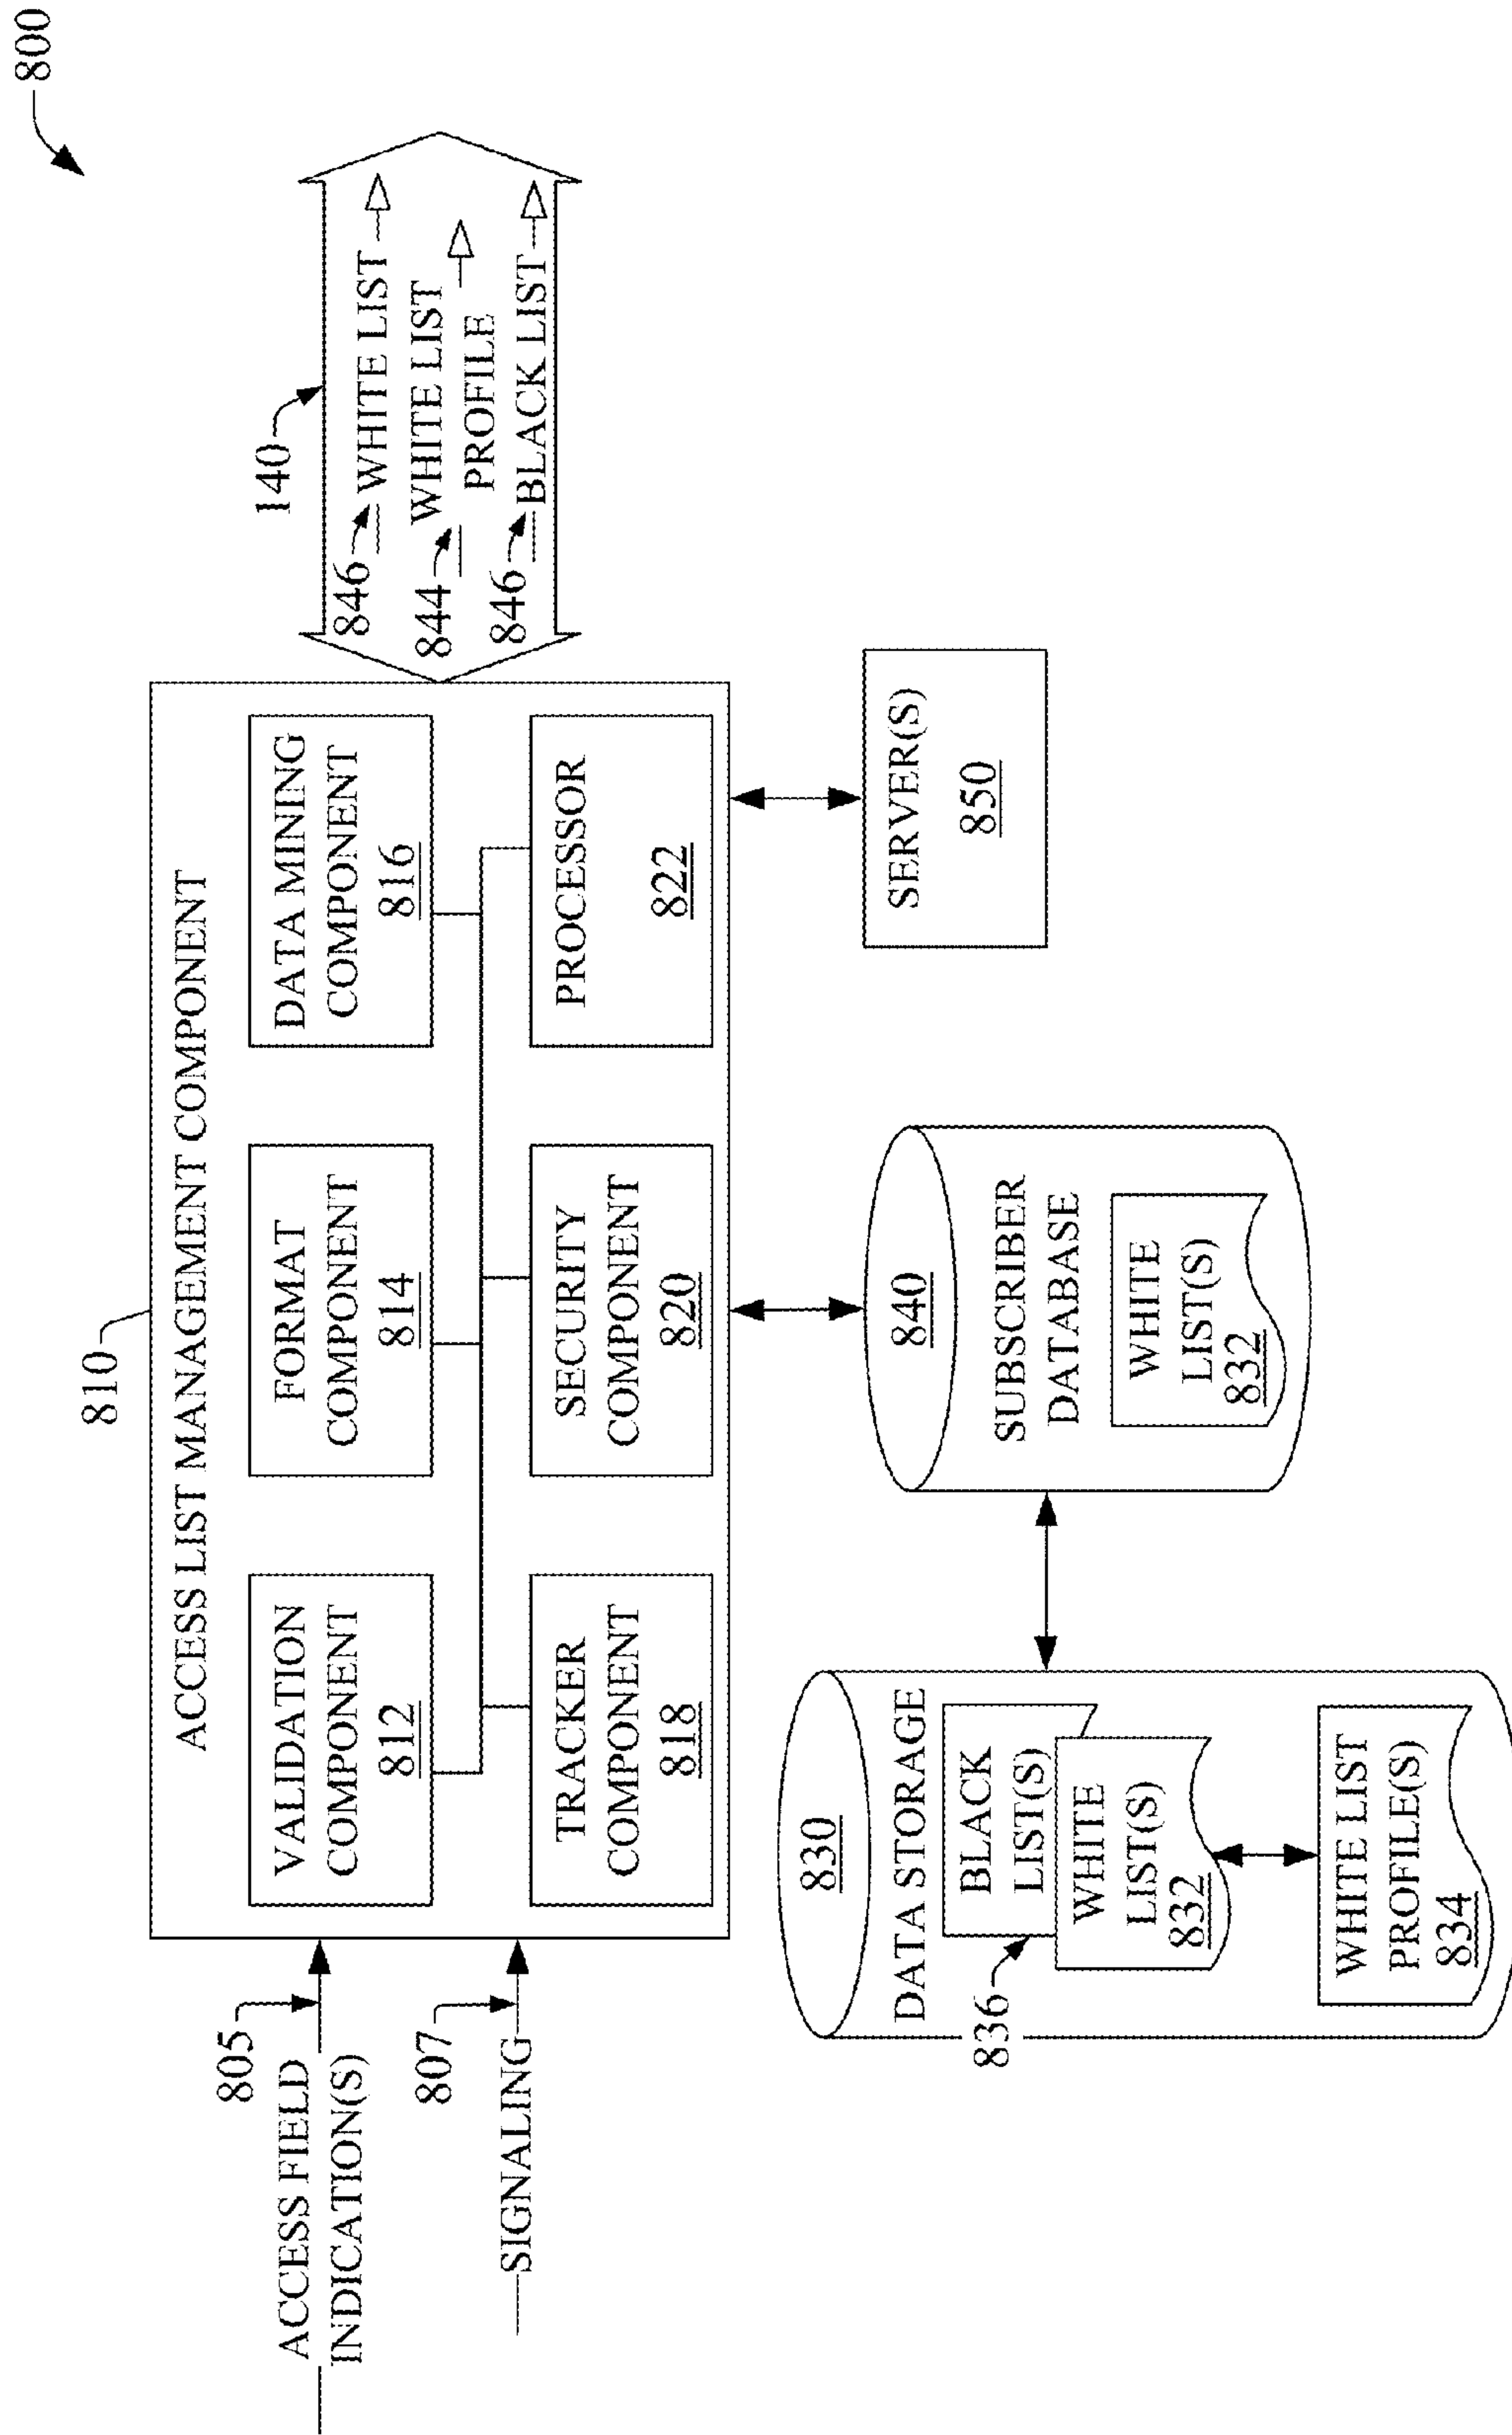 800
810
140
ACCESS LIST MANAGEMENT COMPONENT
805
ACCESS FIELD
INDICATION(S)
807
SIGNALING
VALIDATION
COMPONENT
812
FORMAT
COMPONENT
814
DATA MINING
COMPONENT
816
TRACKER
COMPONENT
818
SECURITY
COMPONENT
820
PROCESSOR
822
846 WHITE LIST
844 WHITE LIST
PROFILE
846 BLACK LIST
830
DATA STORAGE
836
BLACK
LIST(S)
WHITE
LIST(S)
832
WHITE LIST
PROFILE(S)
834
840
SUBSCRIBER
DATABASE
WHITE
LIST(S)
832
SERVER(S)
850